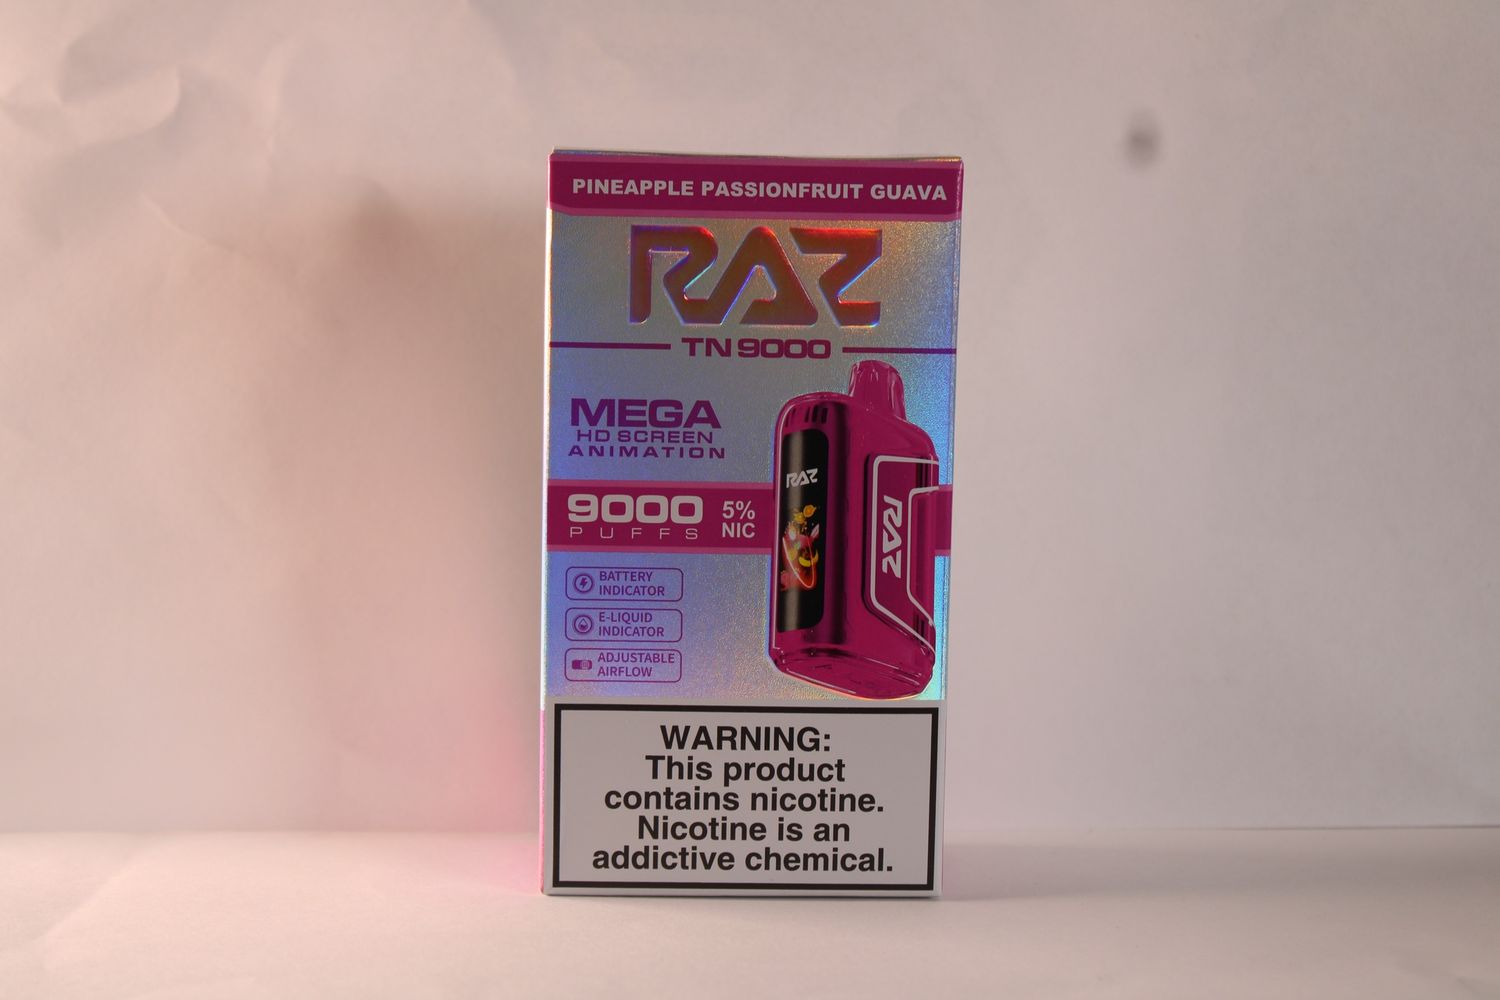 PINEAPPLE PASSIONFRUIT GUAVA
RAZ
TN 9000
MEGA
HD SCREEN
ANIMATION
9000
PUFFS
5%
NIC
BATTERY
INDICATOR
E-LIQUID
INDICATOR
ADJUSTABLE
AIRFLOW
RAZ
RAZ
WARNING:
This product
contains nicotine.
Nicotine is an
addictive chemical.